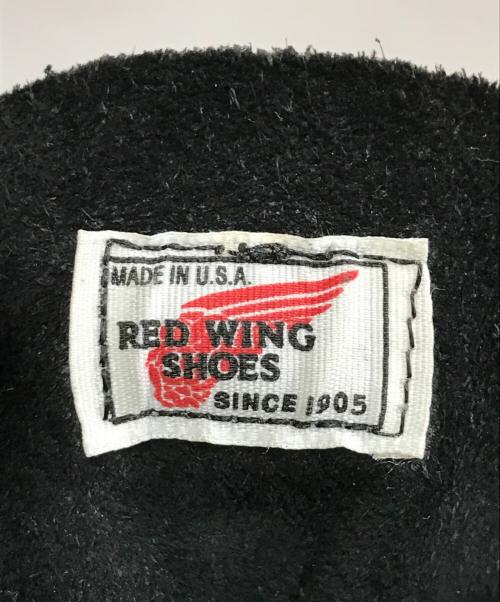 MADE IN U.S.A.
RED WING
SHOES
SINCE 1905